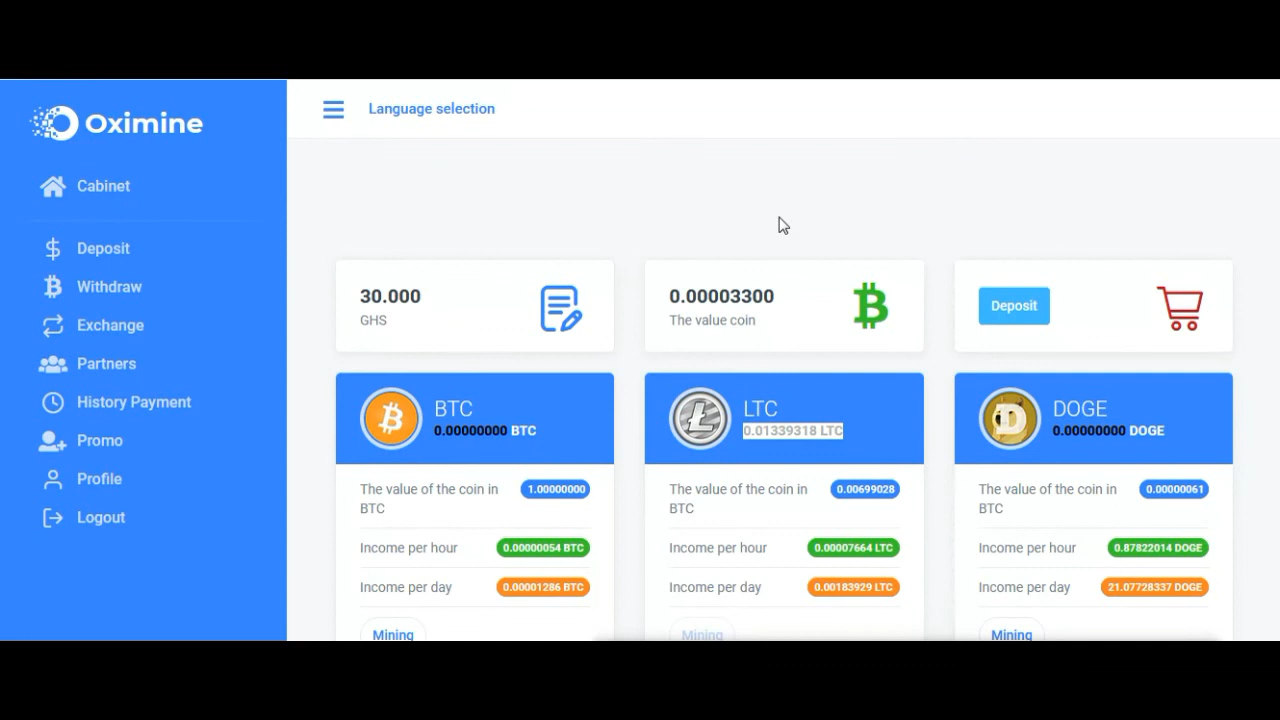 Oximine
Cabinet
Deposit
Withdraw
Exchange
Partners
History Payment
Promo
Profile
Logout
Language selection
30.000
GHS
0.00003300
The value coin
Deposit
BTC
0.00000000 BTC
The value of the coin in
BTC
1.00000000
Income per hour
0.00000054 BTC
Income per day
0.00001286 BTC
Mining
LTC
0.01339318 LTC
The value of the coin in
BTC
0.00699028
Income per hour
0.00007664 LTC
Income per day
0.00183929 LTC
Mining
DOGE
0.00000000 DOGE
The value of the coin in
BTC
0.00000061
Income per hour
0.87822014 DOGE
Income per day
21.07728337 DOGE
Mining